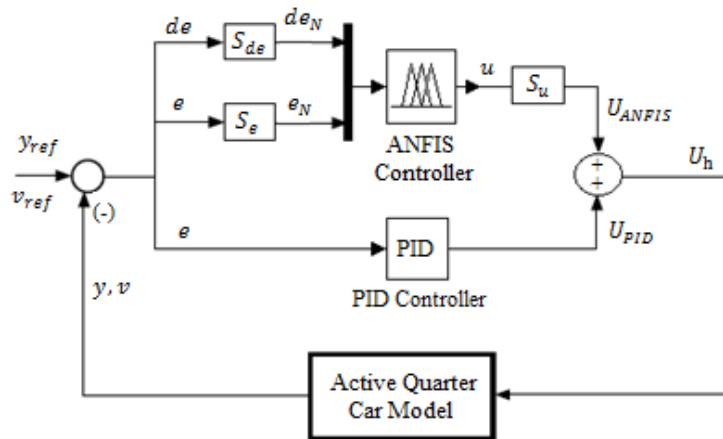 de
S_de
de_N
e
S_e
e_N
ANFIS
Controller
u
S_u
U_ANFIS
y_ref
v_ref
(-)
+
+
U_h
e
PID
PID Controller
U_PID
y, v
Active Quarter
Car Model